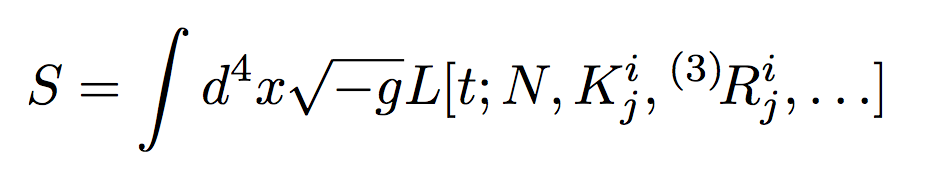 S = ∫ d⁴x√−g L[t; N, Kⁱⱼ, ⁽³⁾Rⁱⱼ, …]